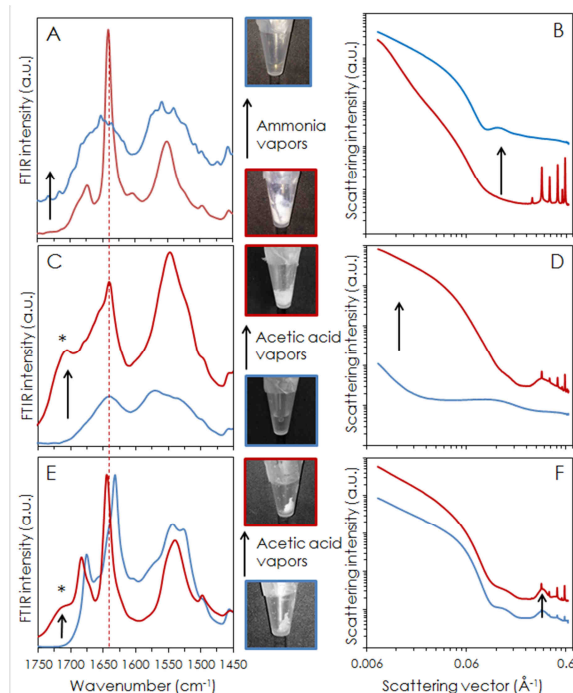 A
FTIR intensity (a.u.)
Ammonia
vapors
B
Scattering intensity (a.u.)
C
*
FTIR intensity (a.u.)
Acetic acid
vapors
D
Scattering intensity (a.u.)
E
*
FTIR intensity (a.u.)
Acetic acid
vapors
F
Scattering intensity (a.u.)
1750 1700 1650 1600 1550 1500 1450
Wavenumber (cm-1)
0.006 0.06 0.6
Scattering vector (Å-1)